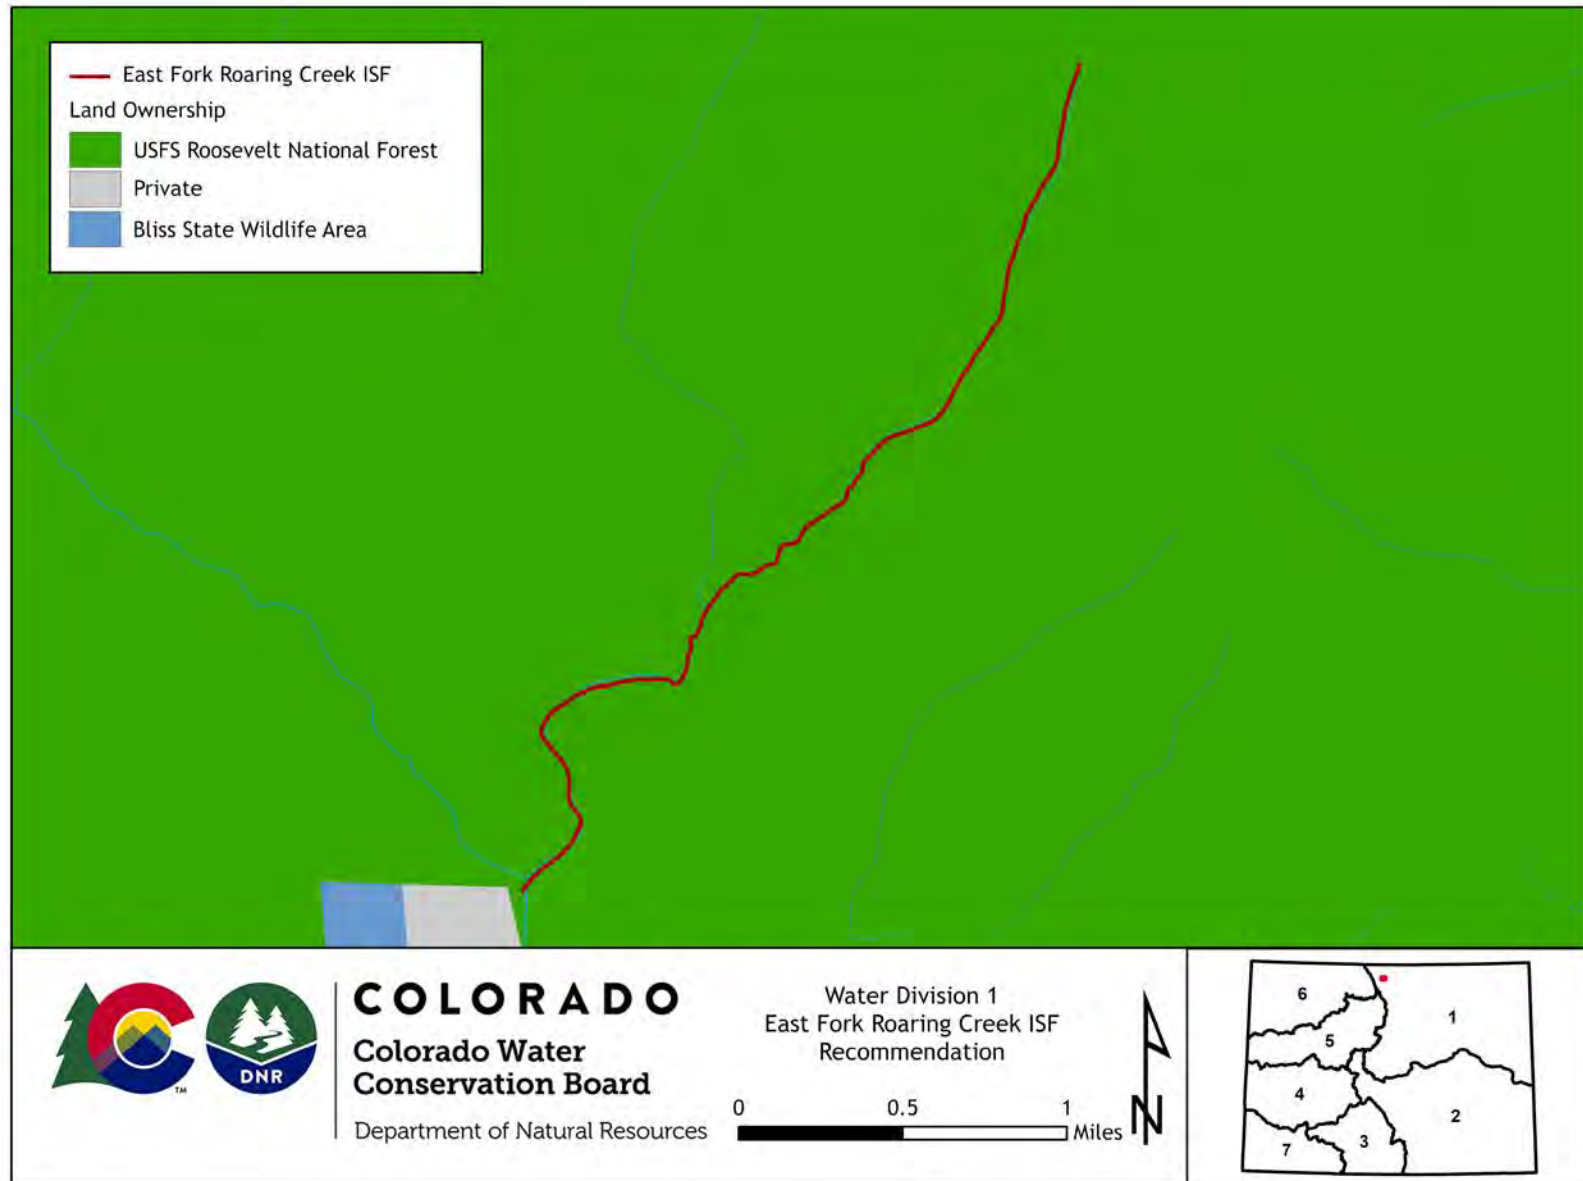 East Fork Roaring Creek ISF
Land Ownership
USFS Roosevelt National Forest
Private
Bliss State Wildlife Area
COLORADO
Colorado Water
Conservation Board
Department of Natural Resources
DNR
TM
Water Division 1
East Fork Roaring Creek ISF
Recommendation
0 0.5 1
Miles
N
6
1
5
4
2
3
7